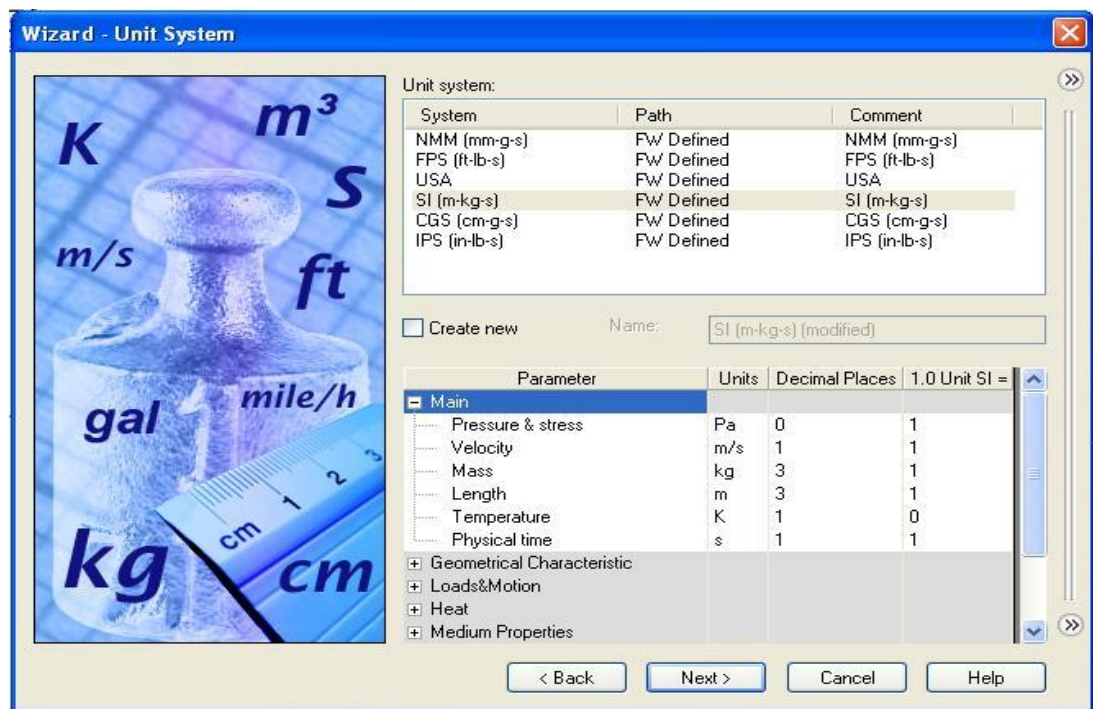 Wizard - Unit System
K
m³
s
m/s
ft
gal
mile/h
kg
cm 1 2 3
cm
Unit system:
System Path Comment
NMM (mm-g-s) FW Defined NMM (mm-g-s)
FPS (ft-lb-s) FW Defined FPS (ft-lb-s)
USA FW Defined USA
SI (m-kg-s) FW Defined SI (m-kg-s)
CGS (cm-g-s) FW Defined CGS (cm-g-s)
IPS (in-lb-s) FW Defined IPS (in-lb-s)
Create new Name: SI (m-kg-s) (modified)
Parameter Units Decimal Places 1.0 Unit SI =
Main
Pressure & stress Pa 0 1
Velocity m/s 1 1
Mass kg 3 1
Length m 3 1
Temperature K 1 0
Physical time s 1 1
Geometrical Characteristic
Loads&Motion
Heat
Medium Properties
< Back Next > Cancel Help